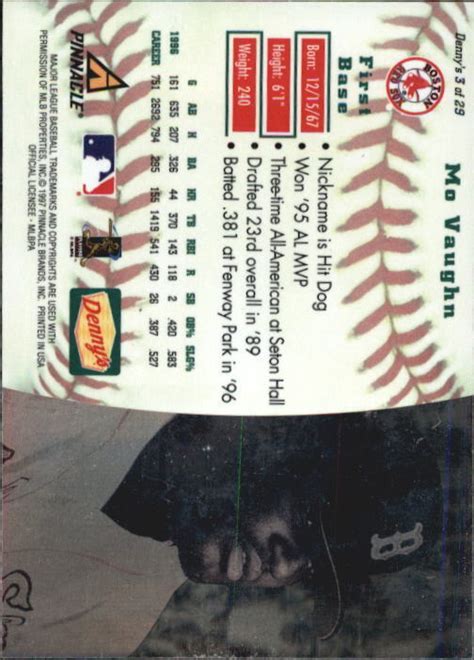 Denny's 3 of 29
Mo Vaughn
BOSTON
RED SOX
First
Base
Born: 12/15/67
Height: 6'1"
Weight: 240
• Nickname is Hit Dog
• Won '95 AL MVP
• Three-time All-American at Seton Hall
• Drafted 23rd overall in '89
• Batted .381 at Fenway Park in '96
G AB H BA HR TB RBI R SB OB% SLG%
1996 161 635 207 .326 44 370 143 118 2 .420 .583
CAREER 751 2692 794 .295 155 1419 541 430 26 .387 .527
PINNACLE
Denny's
MAJOR LEAGUE BASEBALL TRADEMARKS AND COPYRIGHTS ARE USED WITH
PERMISSION OF MLB PROPERTIES, INC. © 1997 PINNACLE BRANDS, INC. PRINTED IN USA
OFFICIAL LICENSEE - MLBPA
B